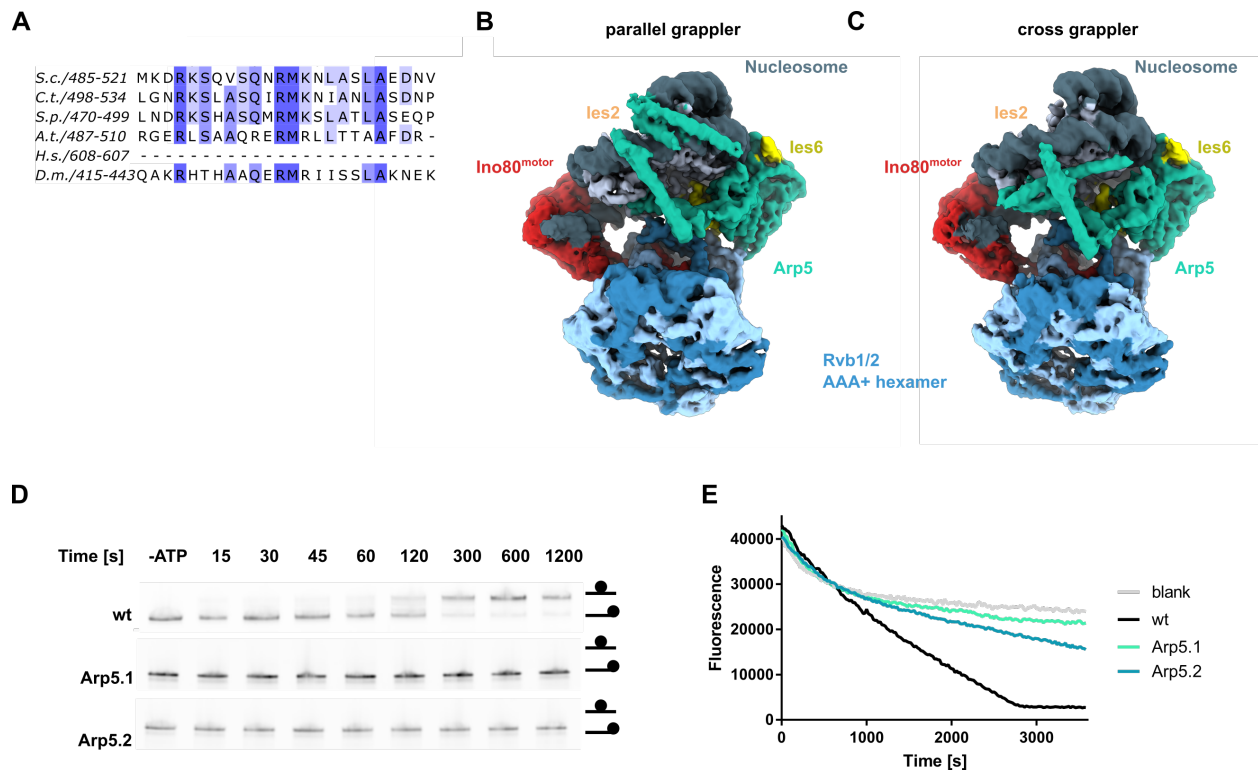 A
S.c./485-521 MKDRKSQVSQNRMKNLASLAEDNV
C.t./498-534 LGNRKSLASQIRMKNIANLASDNP
S.p./470-499 LNDRKSHASQMRMKSLATLASEQP
A.t./487-510 RGERLSAAQRERMRLLTTAAFDR-
H.s./608-607 ------------------------
D.m./415-443 QAKRHTHAAQERMRIISSLAKNEK
B
parallel grappler
Nucleosome
Ies2
Ies6
Ino80motor
Arp5
C
cross grappler
Nucleosome
Ies2
Ies6
Ino80motor
Arp5
Rvb1/2
AAA+ hexamer
D
Time [s] -ATP 15 30 45 60 120 300 600 1200
wt
Arp5.1
Arp5.2
E
Fluorescence
40000
30000
20000
10000
0
0 1000 2000 3000
Time [s]
blank
wt
Arp5.1
Arp5.2